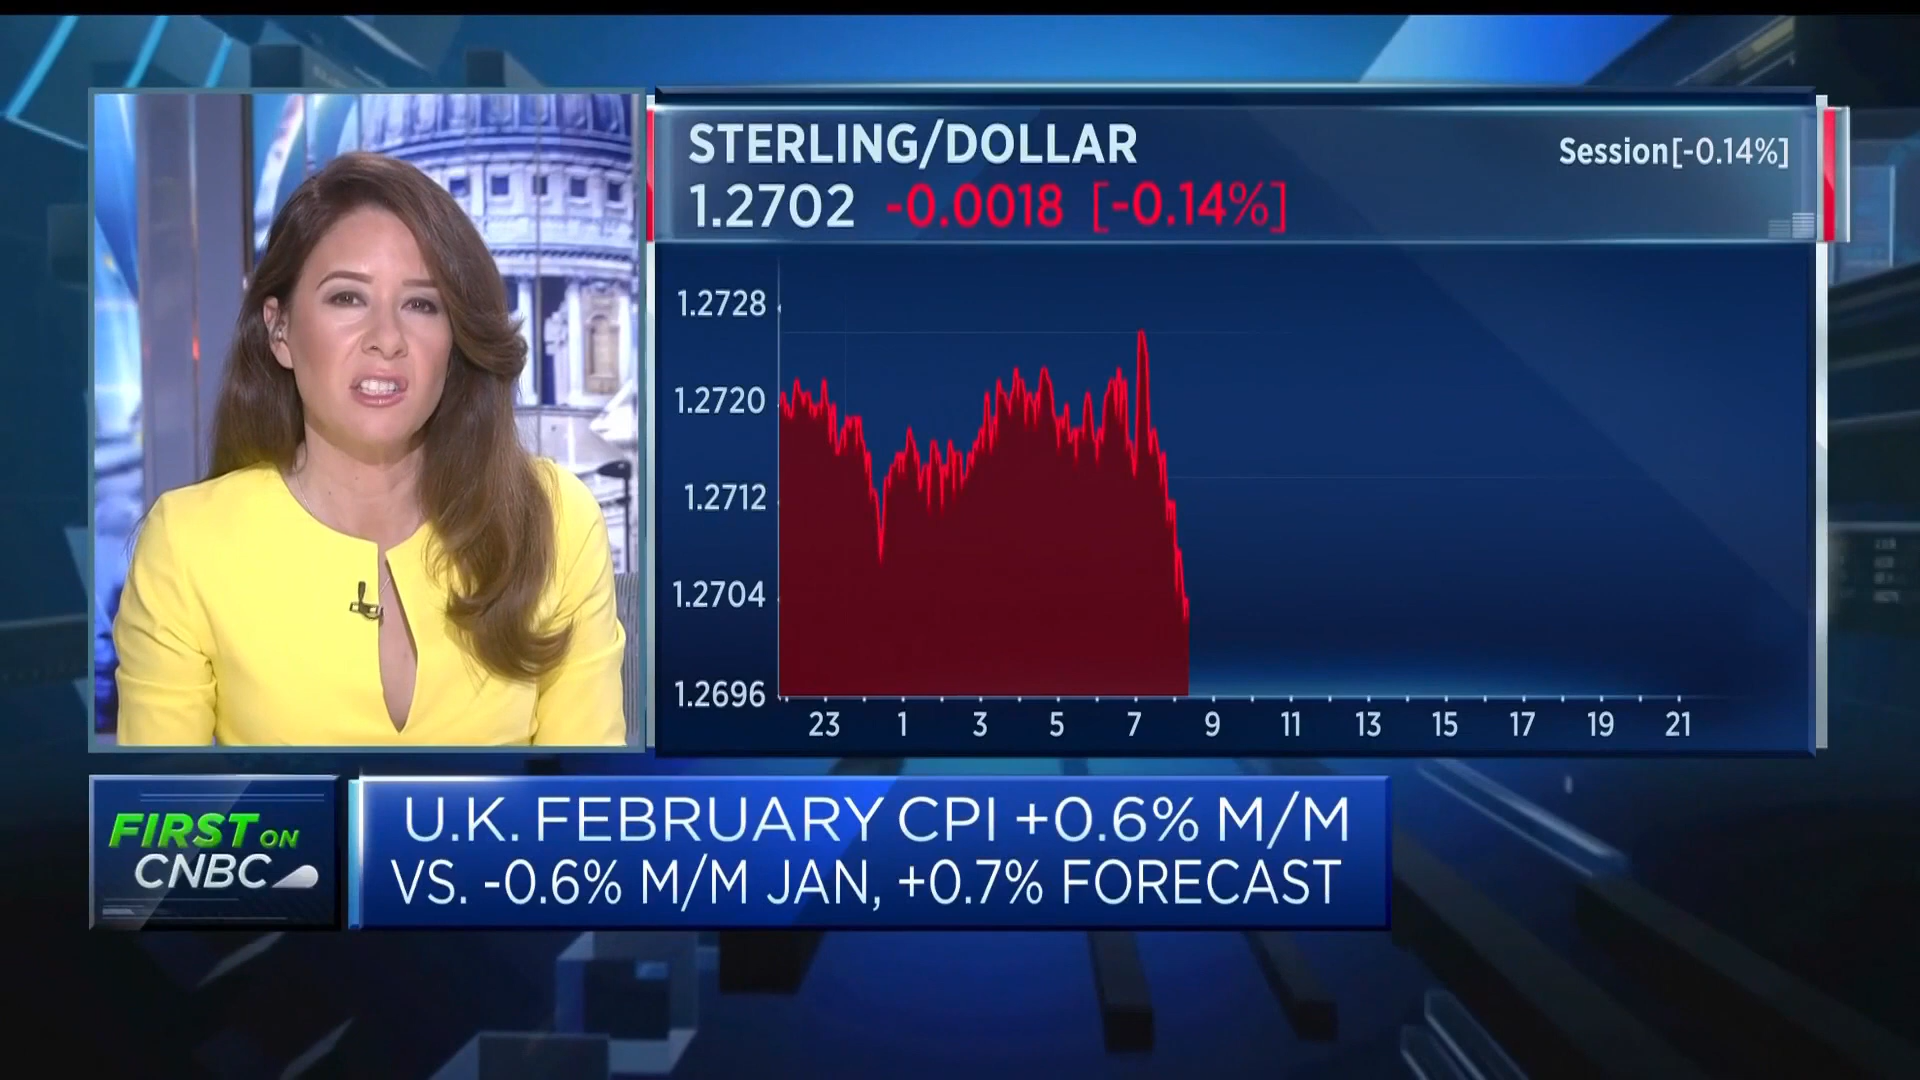 STERLING/DOLLAR
1.2702 -0.0018 [-0.14%]
Session[-0.14%]
1.2728
1.2720
1.2712
1.2704
1.2696
23 1 3 5 7 9 11 13 15 17 19 21
FIRST ON
CNBC
U.K. FEBRUARY CPI +0.6% M/M
VS. -0.6% M/M JAN, +0.7% FORECAST